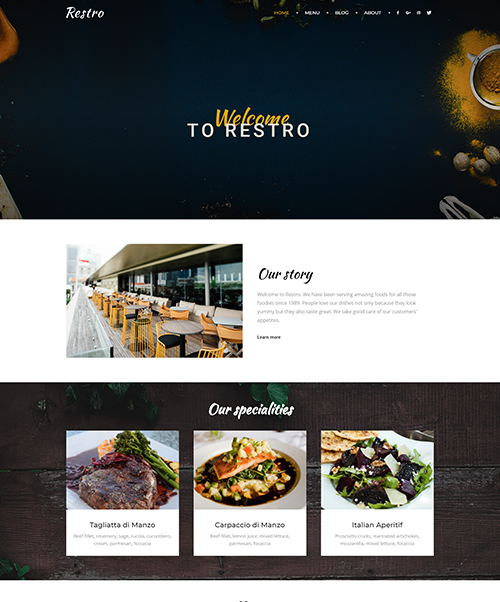 Restro
HOME • MENU • BLOG • ABOUT
Welcome
TO RESTRO
Our story
Welcome to Restro. We have been serving amazing foods for all those
foodies since 1989. People love our dishes not only because they look
yummy but they also taste great. We take good care of our customers'
appetites.
Learn more
Our specialities
Tagliatta di Manzo
Beef fillet, rosemary, sage, rucola, cucumbers,
cream, parmesan, focaccia
Carpaccio di Manzo
Beef fillet, lemon juice, mixed lettuce,
parmesan, focaccia
Italian Aperitif
Prosciutto crudo, marinated artichokes,
mozzarella, mixed lettuce, focaccia